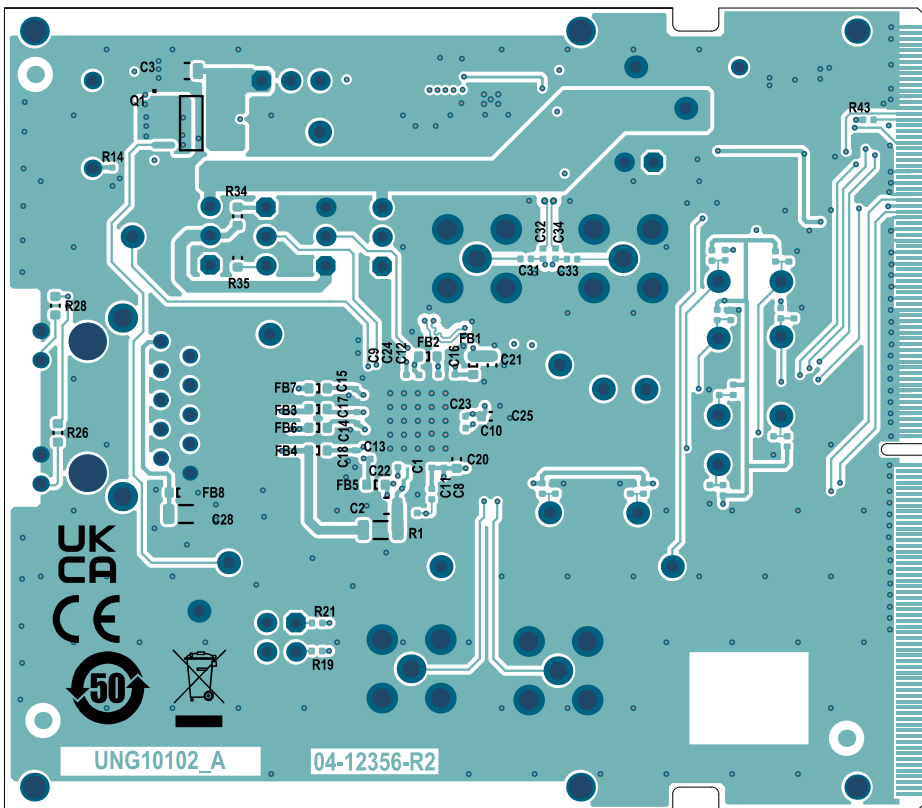 C3
Q1
R43
R14
R34
C32
C34
R35
C31
C33
R28
FB1
FB2
C9
C24
C12
C16
C21
FB7
C15
FB3
C17
C23
C25
FB6
C14
C10
R26
FB4
C18
C13
C20
C22
C1
FB5
C11
C8
FB8
C2
C28
R1
UK
CA
CE
R21
50
R19
UNG10102_A
04-12356-R2